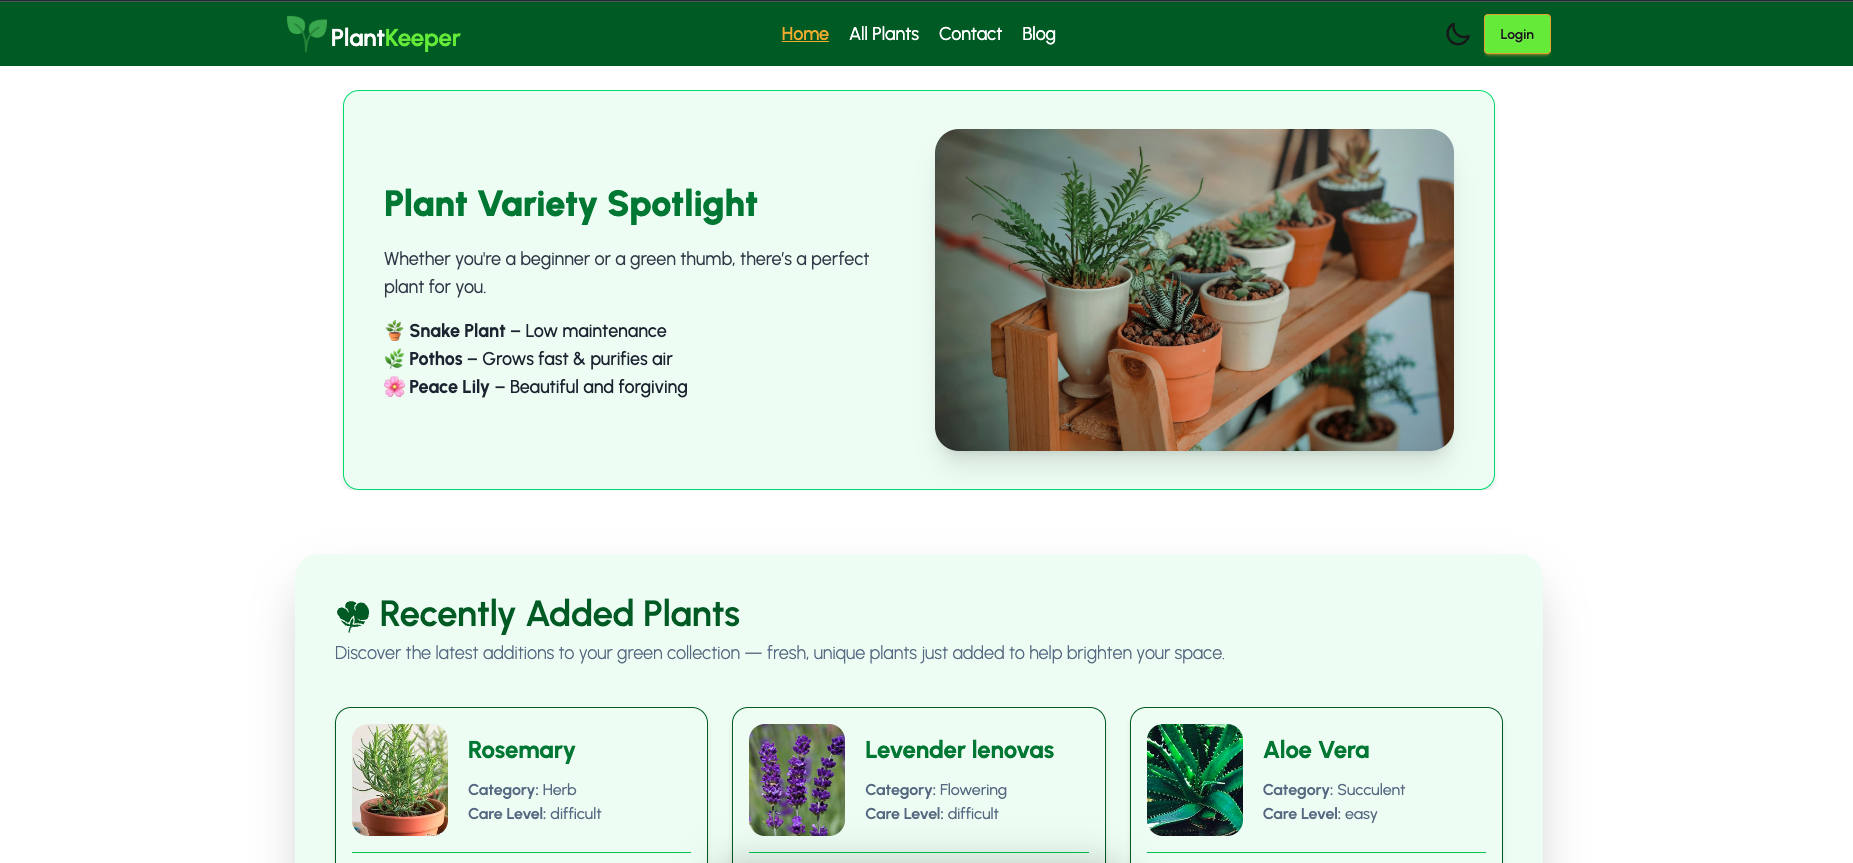 PlantKeeper
Home
All Plants
Contact
Blog
Login
Plant Variety Spotlight
Whether you're a beginner or a green thumb, there’s a perfect
plant for you.
🪴 Snake Plant – Low maintenance
🌿 Pothos – Grows fast & purifies air
🌸 Peace Lily – Beautiful and forgiving
Recently Added Plants
Discover the latest additions to your green collection — fresh, unique plants just added to help brighten your space.
Rosemary
Category: Herb
Care Level: difficult
Levender lenovas
Category: Flowering
Care Level: difficult
Aloe Vera
Category: Succulent
Care Level: easy